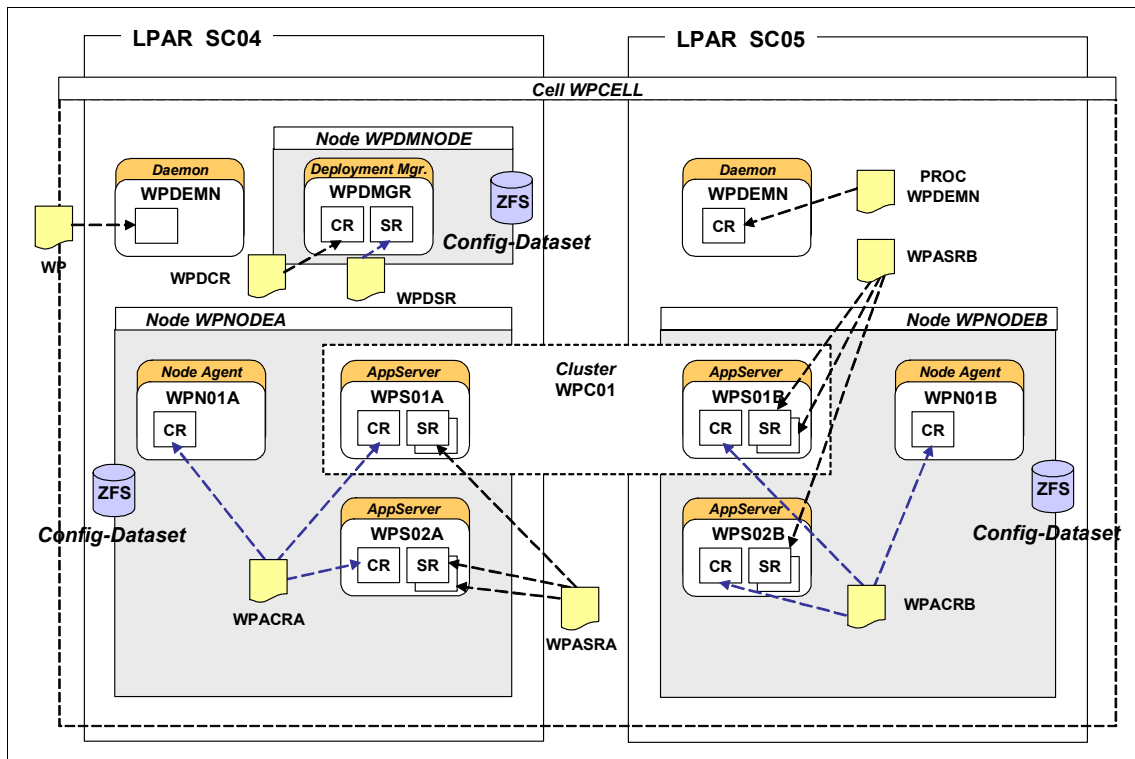 LPAR SC04
LPAR SC05
Cell WPCELL
Node WPDMNODE
Daemon
WPDEMN
WP
Deployment Mgr.
WPDMGR
CR
SR
ZFS
Config-Dataset
WPDCR
WPDSR
Daemon
WPDEMN
CR
PROC
WPDEMN
WPASRB
Node WPNODEA
Node WPNODEB
Node Agent
WPN01A
CR
AppServer
WPS01A
CR
SR
Cluster
WPC01
AppServer
WPS01B
CR
SR
Node Agent
WPN01B
CR
ZFS
Config-Dataset
AppServer
WPS02A
CR
SR
WPACRA
WPASRA
AppServer
WPS02B
CR
SR
WPACRB
ZFS
Config-Dataset